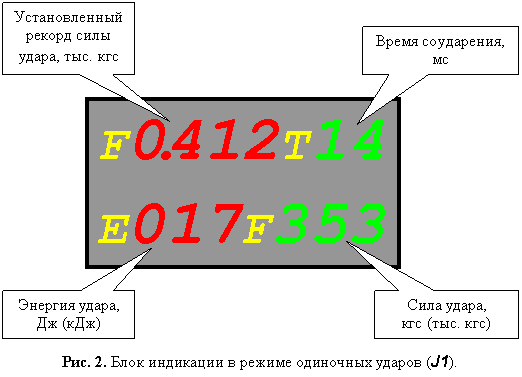 Установленный
рекорд силы
удара, тыс. кгс
Время соударения,
мс
F0.412T14
E017F353
Энергия удара,
Дж (кДж)
Сила удара,
кгс (тыс. кгс)
Рис. 2. Блок индикации в режиме одиночных ударов (J1).